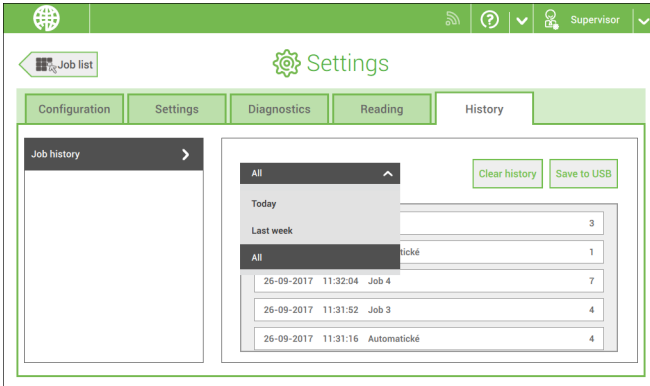 Supervisor
Job list
Settings
Configuration Settings Diagnostics Reading History
Job history
All
Clear history Save to USB
Today
3
Last week
All
1
26-09-2017 11:32:04 Job 4 7
26-09-2017 11:31:52 Job 3 4
26-09-2017 11:31:16 Automatické 4